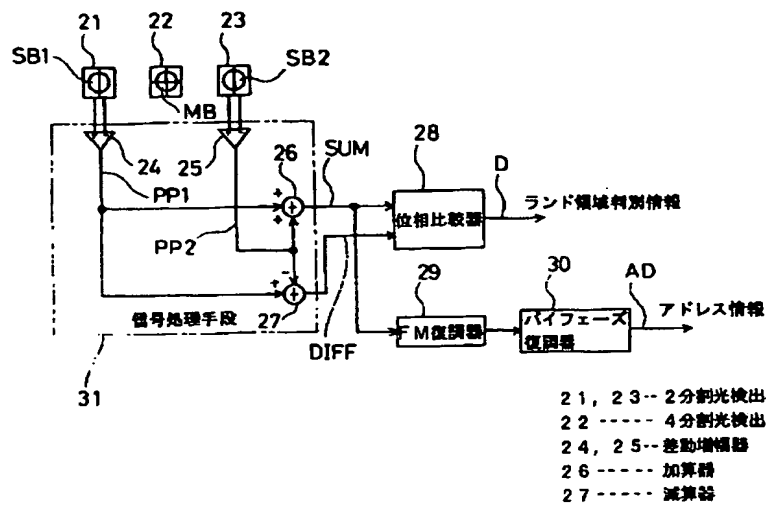 21
22
23
SB1
SB2
MB
24
25
26
SUM
28
D
PP1
位相比較器
ランド領域判別情報
PP2
29
30
AD
信号処理手段
27
DIFF
FM復調器
バイフェーズ
復調器
アドレス情報
31
21，23‥2分割光検出
22‥‥‥4分割光検出
24，25‥差動増幅器
26‥‥‥加算器
27‥‥‥減算器
+
+
+
-
+
+